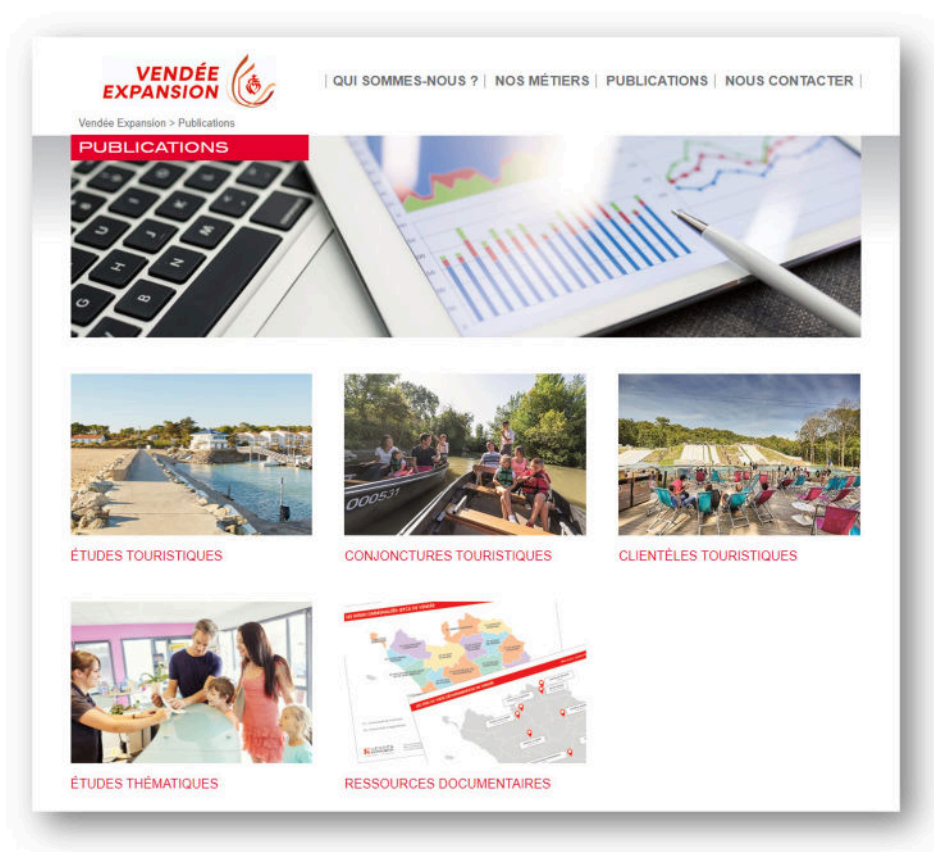 VENDÉE
EXPANSION
| QUI SOMMES-NOUS ? | NOS MÉTIERS | PUBLICATIONS | NOUS CONTACTER |
Vendée Expansion > Publications
PUBLICATIONS
000531
ÉTUDES TOURISTIQUES
CONJONCTURES TOURISTIQUES
CLIENTÈLES TOURISTIQUES
ÉTUDES THÉMATIQUES
RESSOURCES DOCUMENTAIRES